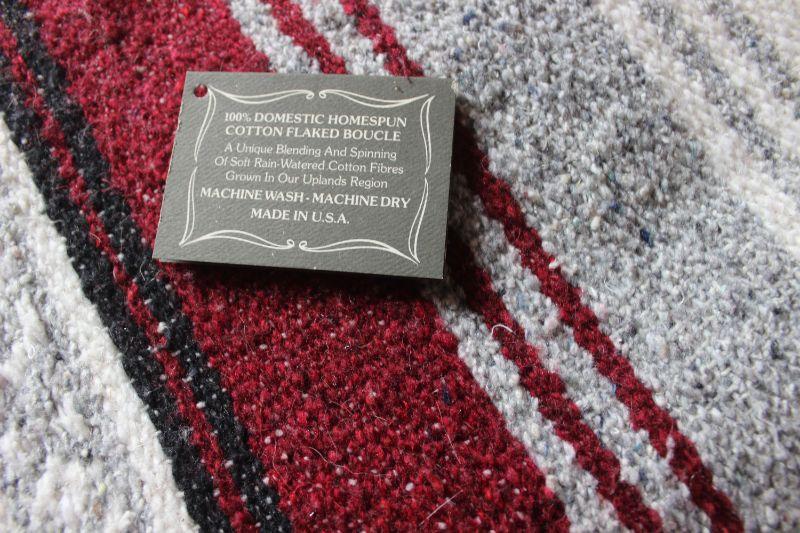 100% DOMESTIC HOMESPUN
COTTON FLAKED BOUCLE
A Unique Blending And Spinning
Of Soft Rain-Watered Cotton Fibres
Grown In Our Uplands Region
MACHINE WASH - MACHINE DRY
MADE IN U.S.A.